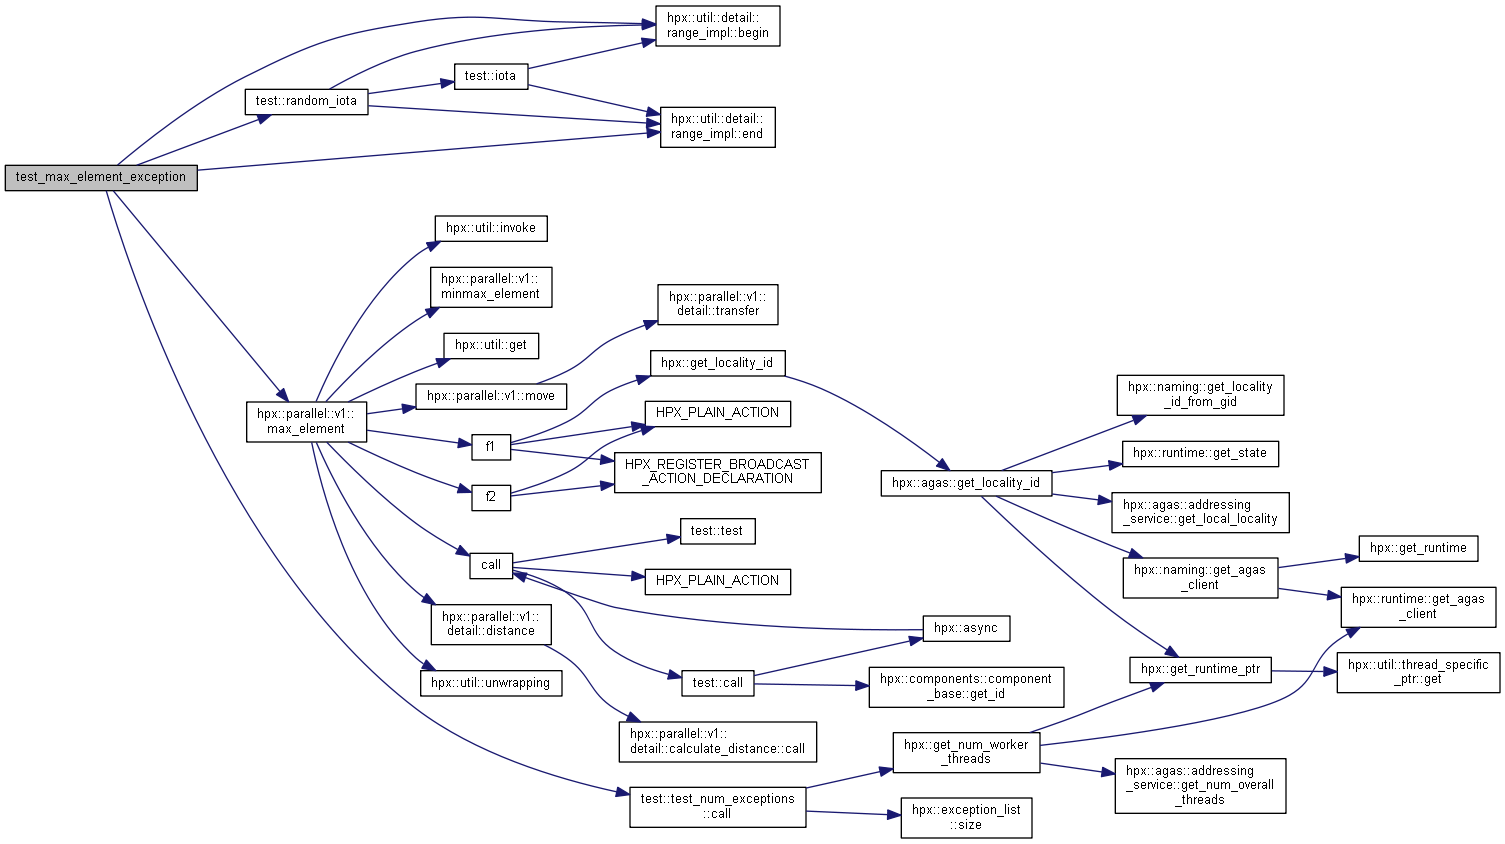 hpx::util::detail::
range_impl::begin
test::iota
test::random_iota
hpx::util::detail::
range_impl::end
test_max_element_exception
hpx::util::invoke
hpx::parallel::v1::
minmax_element
hpx::parallel::v1::
detail::transfer
hpx::util::get
hpx::get_locality_id
hpx::parallel::v1::move
hpx::naming::get_locality
_id_from_gid
hpx::parallel::v1::
max_element
HPX_PLAIN_ACTION
f1
hpx::runtime::get_state
HPX_REGISTER_BROADCAST
_ACTION_DECLARATION
hpx::agas::get_locality_id
f2
hpx::agas::addressing
_service::get_local_locality
test::test
hpx::get_runtime
call
HPX_PLAIN_ACTION
hpx::naming::get_agas
_client
hpx::runtime::get_agas
_client
hpx::parallel::v1::
detail::distance
hpx::async
hpx::get_runtime_ptr
hpx::util::thread_specific
_ptr::get
hpx::util::unwrapping
test::call
hpx::components::component
_base::get_id
hpx::parallel::v1::
detail::calculate_distance::call
hpx::get_num_worker
_threads
hpx::agas::addressing
_service::get_num_overall
_threads
test::test_num_exceptions
::call
hpx::exception_list
::size